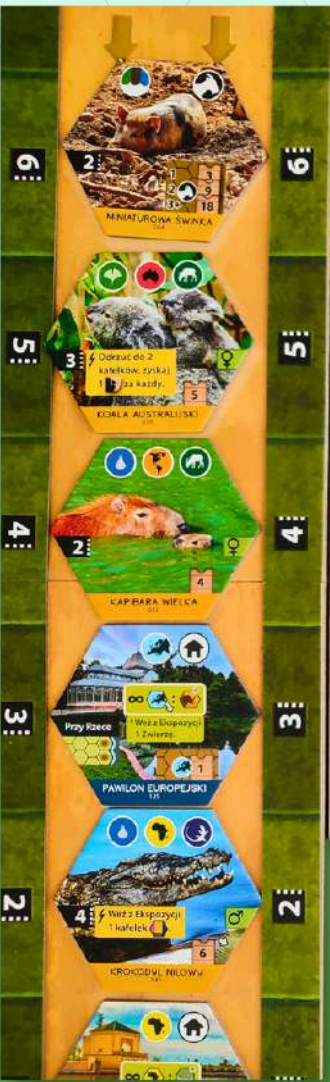 6
2
1 3
2 9
3+ 18
MINIATUROWA ŚWINKA
6
5
3
Odrzuć do 2
kafelków, zyskaj
1 za każdy.
5
KOALA AUSTRALIJSKI
5
4
2
4
KAPIBARA WIELKA
4
3
∞ :
Przy Rzece
Weź z Ekspozycji
1 Zwierzę.
1
PAWILON EUROPEJSKI
3
2
4
Weź z Ekspozycji
1 kafelek
6
KROKODYL NILOWY
2
∞ :